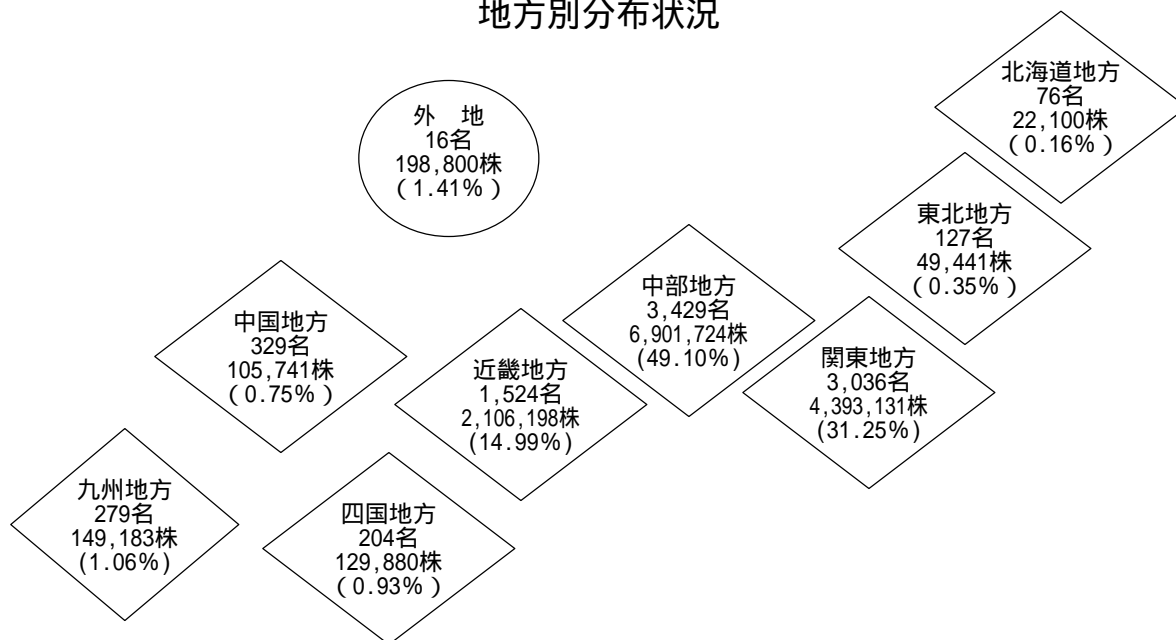 地方別分布状況
北海道地方
76名
22,100株
(0.16%)
外　地
16名
198,800株
(1.41%)
東北地方
127名
49,441株
(0.35%)
中部地方
3,429名
6,901,724株
(49.10%)
中国地方
329名
105,741株
(0.75%)
関東地方
3,036名
4,393,131株
(31.25%)
近畿地方
1,524名
2,106,198株
(14.99%)
九州地方
279名
149,183株
(1.06%)
四国地方
204名
129,880株
(0.93%)